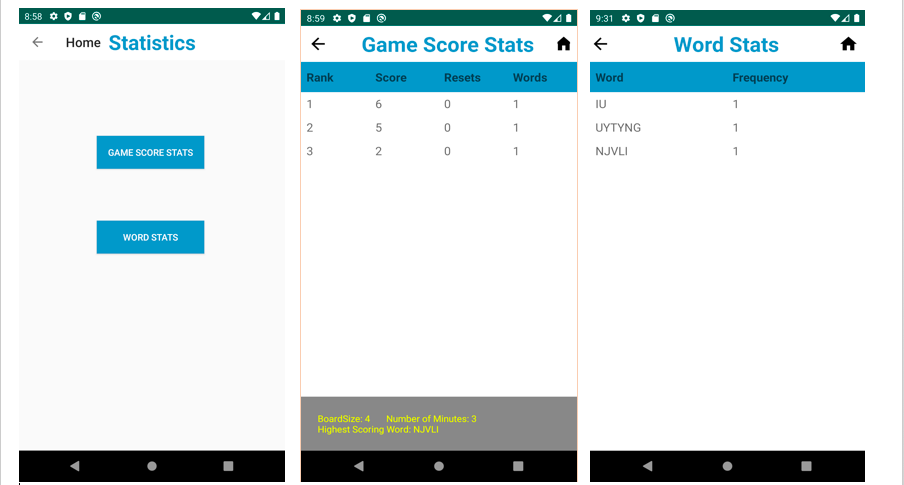 8:58
Home Statistics
GAME SCORE STATS
WORD STATS
8:59
Game Score Stats
Rank Score Resets Words
1 6 0 1
2 5 0 1
3 2 0 1
BoardSize: 4 Number of Minutes: 3
Highest Scoring Word: NJVLI
9:31
Word Stats
Word Frequency
IU 1
UYTYNG 1
NJVLI 1